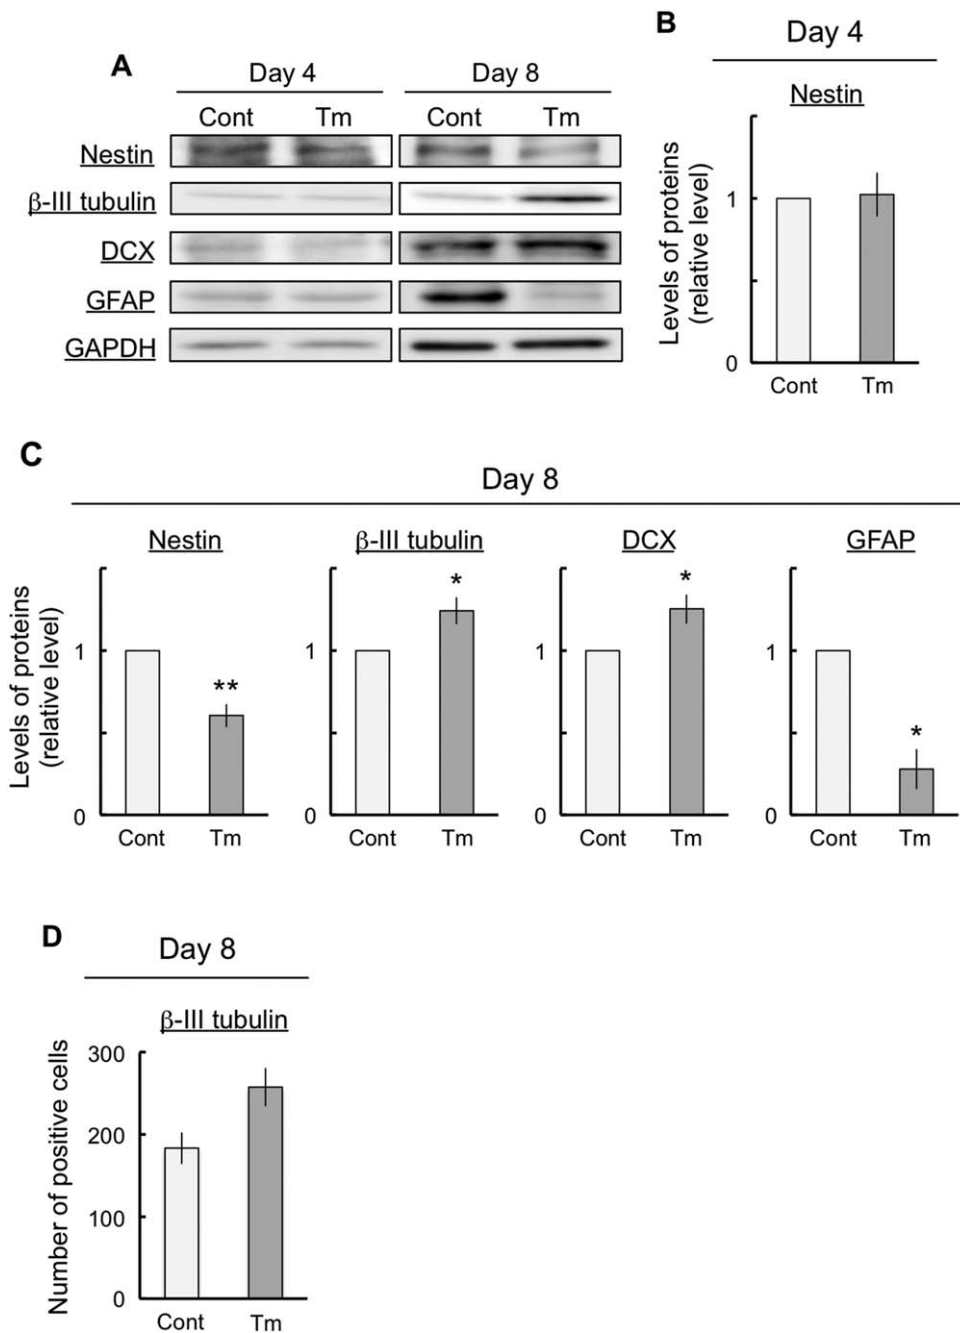 A
Day 4 Day 8
Cont Tm Cont Tm
Nestin
β-III tubulin
DCX
GFAP
GAPDH
B
Day 4
Nestin
Levels of proteins
(relative level)
1
0
Cont Tm
C
Day 8
Nestin β-III tubulin DCX GFAP
Levels of proteins
(relative level)
** * * *
1 1 1 1
0 0 0 0
Cont Tm Cont Tm Cont Tm Cont Tm
D
Day 8
β-III tubulin
Number of positive cells
300
200
100
0
Cont Tm